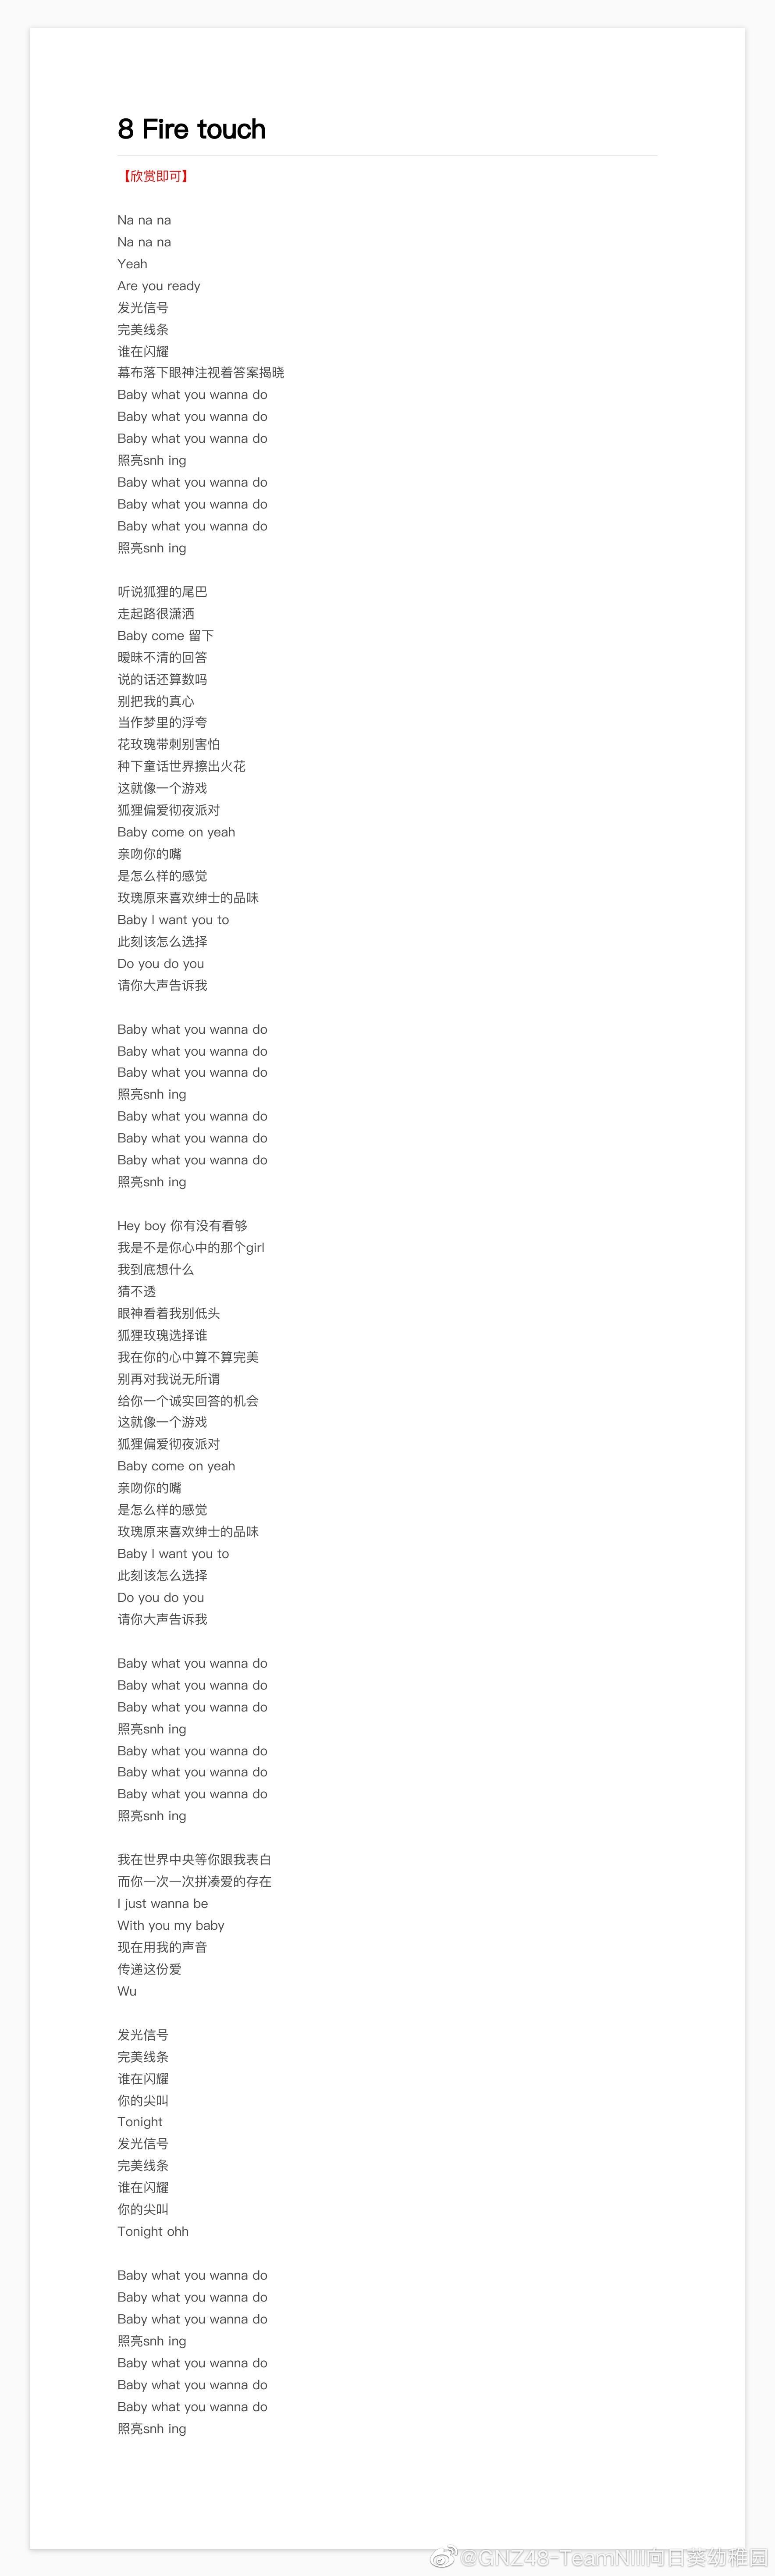 8 Fire touch
【欣赏即可】
Na na na
Na na na
Yeah
Are you ready
发光信号
完美线条
谁在闪耀
幕布落下眼神注视着答案揭晓
Baby what you wanna do
Baby what you wanna do
Baby what you wanna do
照亮snh ing
Baby what you wanna do
Baby what you wanna do
Baby what you wanna do
照亮snh ing
听说狐狸的尾巴
走起路很潇洒
Baby come 留下
暧昧不清的回答
说的话还算数吗
别把我的真心
当作梦里的浮夸
花玫瑰带刺别害怕
种下童话世界擦出火花
这就像一个游戏
狐狸偏爱彻夜派对
Baby come on yeah
亲吻你的嘴
是怎么样的感觉
玫瑰原来喜欢绅士的品味
Baby I want you to
此刻该怎么选择
Do you do you
请你大声告诉我
Baby what you wanna do
Baby what you wanna do
Baby what you wanna do
照亮snh ing
Baby what you wanna do
Baby what you wanna do
Baby what you wanna do
照亮snh ing
Hey boy 你有没有看够
我是不是你心中的那个girl
我到底想什么
猜不透
眼神看着我别低头
狐狸玫瑰选择谁
我在你的心中算不算完美
别再对我说无所谓
给你一个诚实回答的机会
这就像一个游戏
狐狸偏爱彻夜派对
Baby come on yeah
亲吻你的嘴
是怎么样的感觉
玫瑰原来喜欢绅士的品味
Baby I want you to
此刻该怎么选择
Do you do you
请你大声告诉我
Baby what you wanna do
Baby what you wanna do
Baby what you wanna do
照亮snh ing
Baby what you wanna do
Baby what you wanna do
Baby what you wanna do
照亮snh ing
我在世界中央等你跟我表白
而你一次一次拼凑爱的存在
I just wanna be
With you my baby
现在用我的声音
传递这份爱
Wu
发光信号
完美线条
谁在闪耀
你的尖叫
Tonight
发光信号
完美线条
谁在闪耀
你的尖叫
Tonight ohh
Baby what you wanna do
Baby what you wanna do
Baby what you wanna do
照亮snh ing
Baby what you wanna do
Baby what you wanna do
Baby what you wanna do
照亮snh ing
@GNZ48-TeamNIII向日葵幼稚园